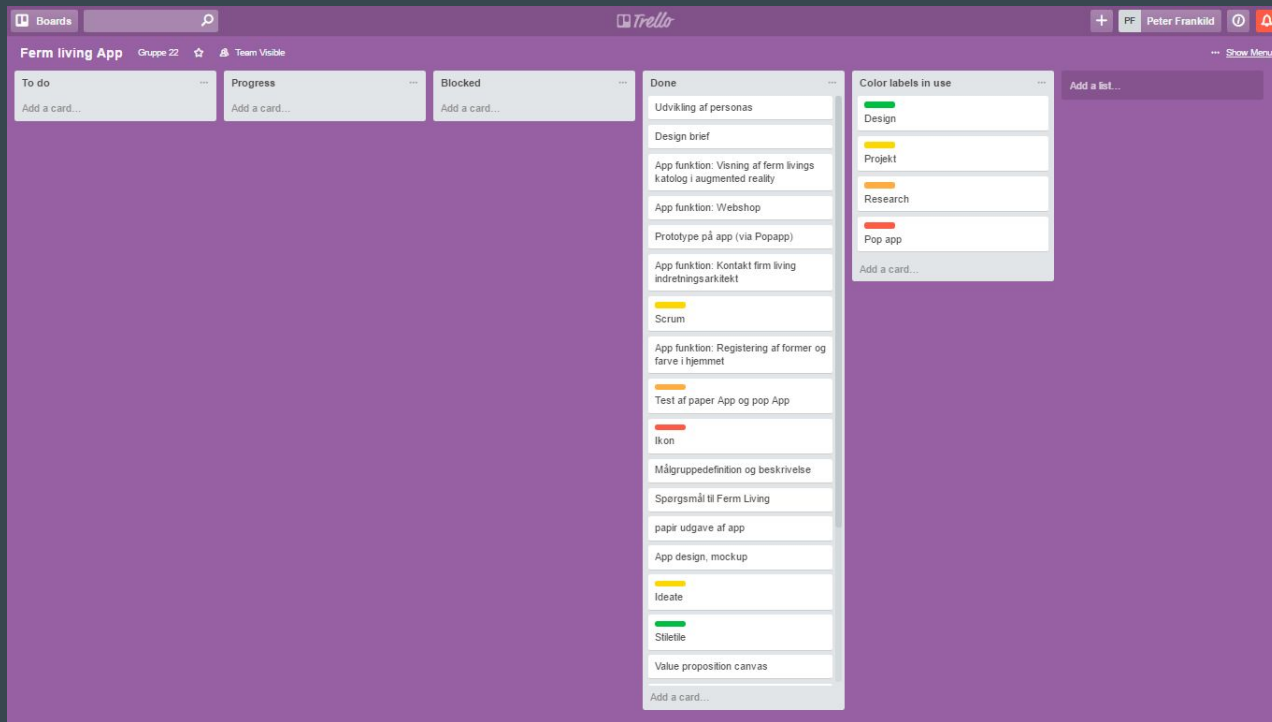 Boards
Trello
PF Peter Frankild
Ferm living App Gruppe 22 Team Visible
... Show Menu
To do ...
Add a card...
Progress ...
Add a card...
Blocked ...
Add a card...
Done ...
Udvikling af personas
Design brief
App funktion: Visning af ferm livings
katolog i augmented reality
App funktion: Webshop
Prototype på app (via Popapp)
App funktion: Kontakt firm living
indretningsarkitekt
Scrum
App funktion: Registering af former og
farve i hjemmet
Test af paper App og pop App
Ikon
Målgruppedefinition og beskrivelse
Spørgsmål til Ferm Living
papir udgave af app
App design, mockup
Ideate
Stiletile
Value proposition canvas
Add a card...
Color labels in use ...
Design
Projekt
Research
Pop app
Add a card...
Add a list...